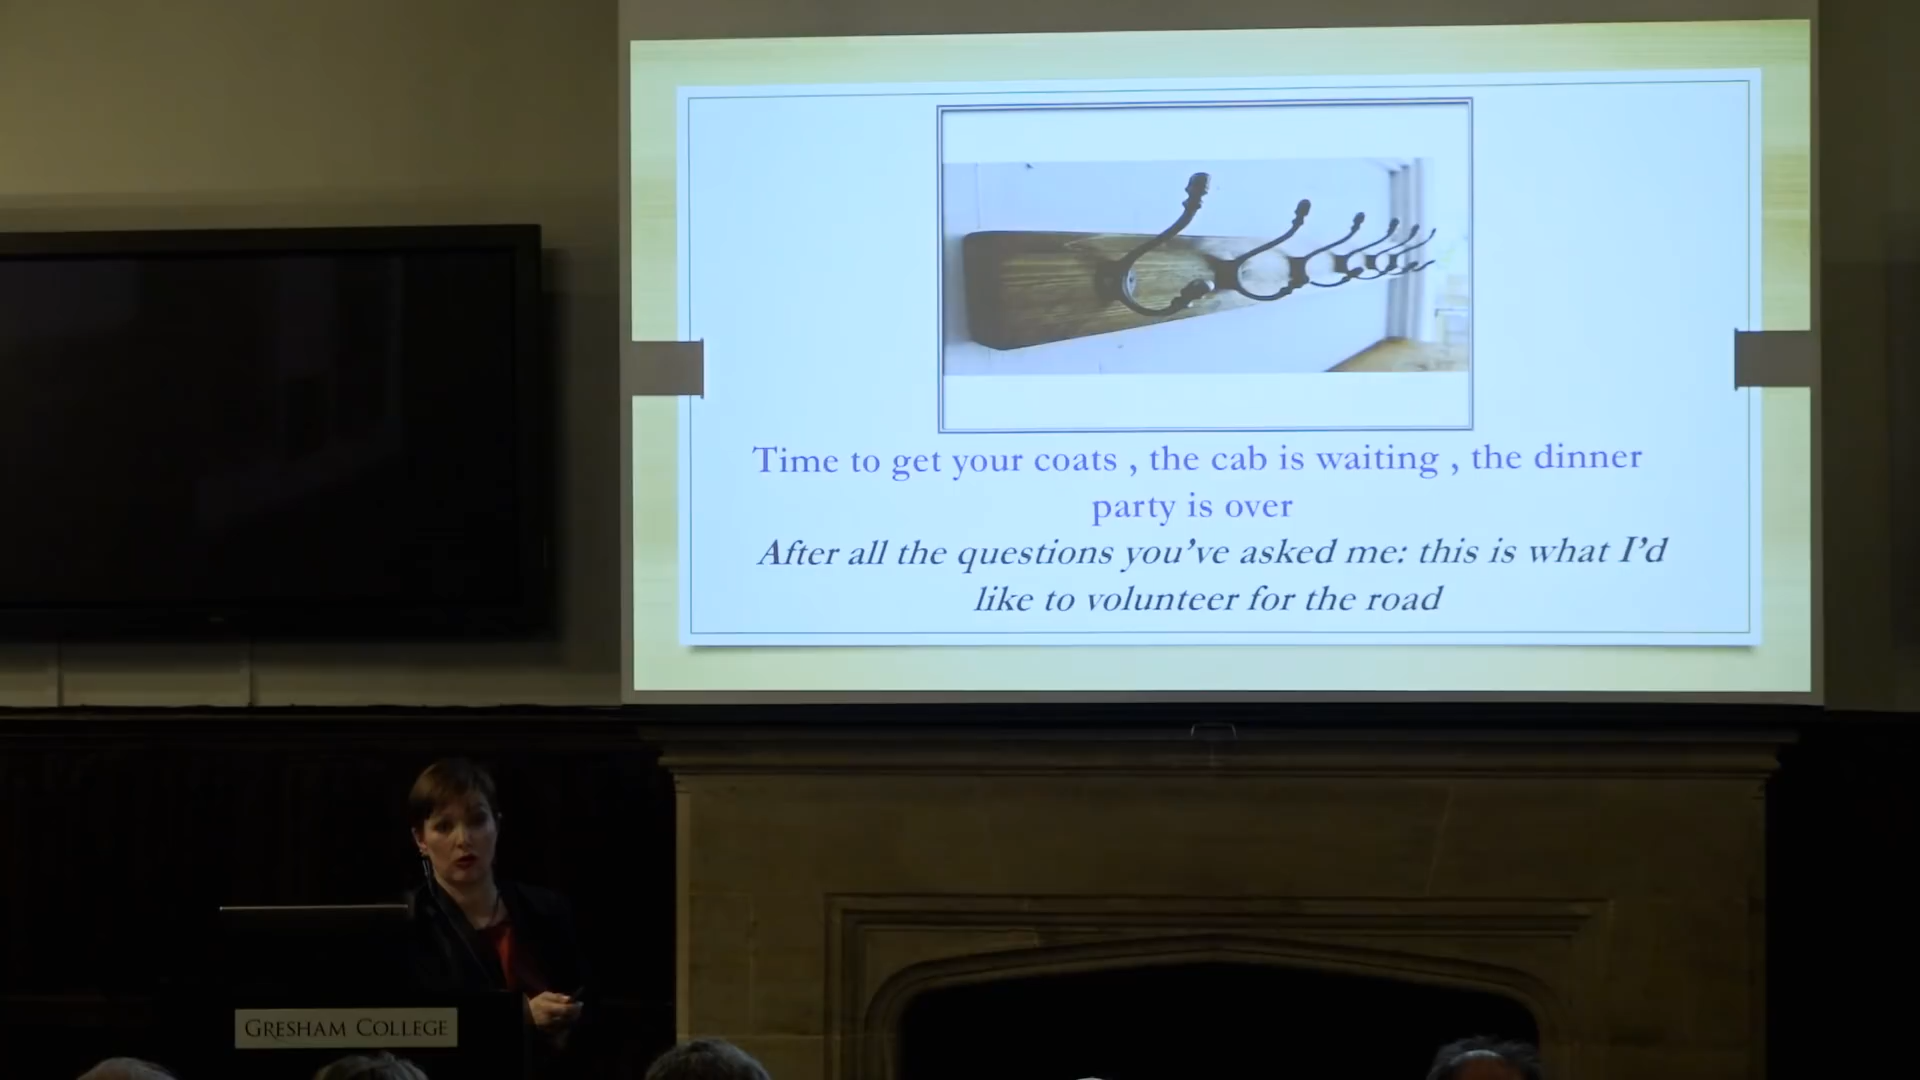 Time to get your coats , the cab is waiting , the dinner
party is over
After all the questions you've asked me: this is what I'd
like to volunteer for the road
GRESHAM COLLEGE